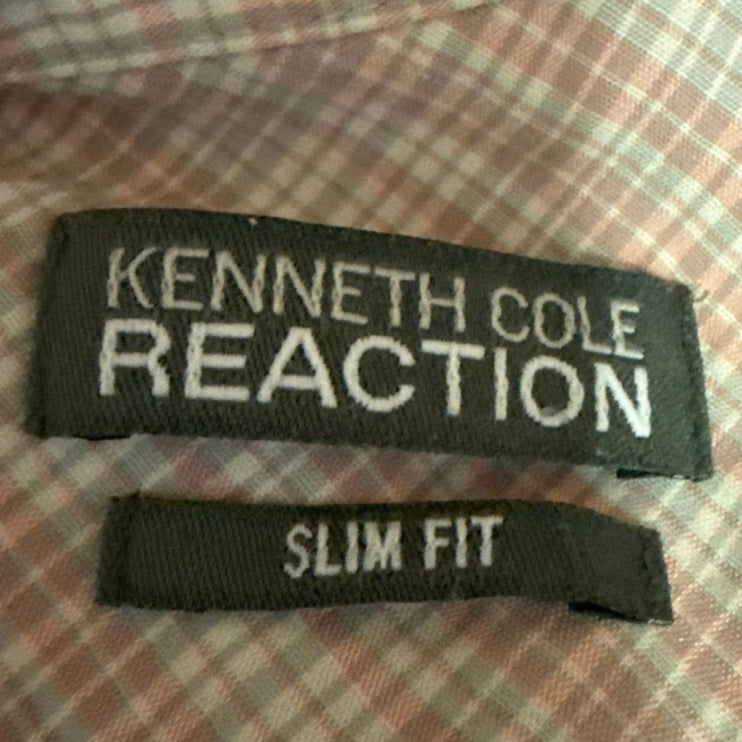 KENNETH COLE
REACTION
SLIM FIT